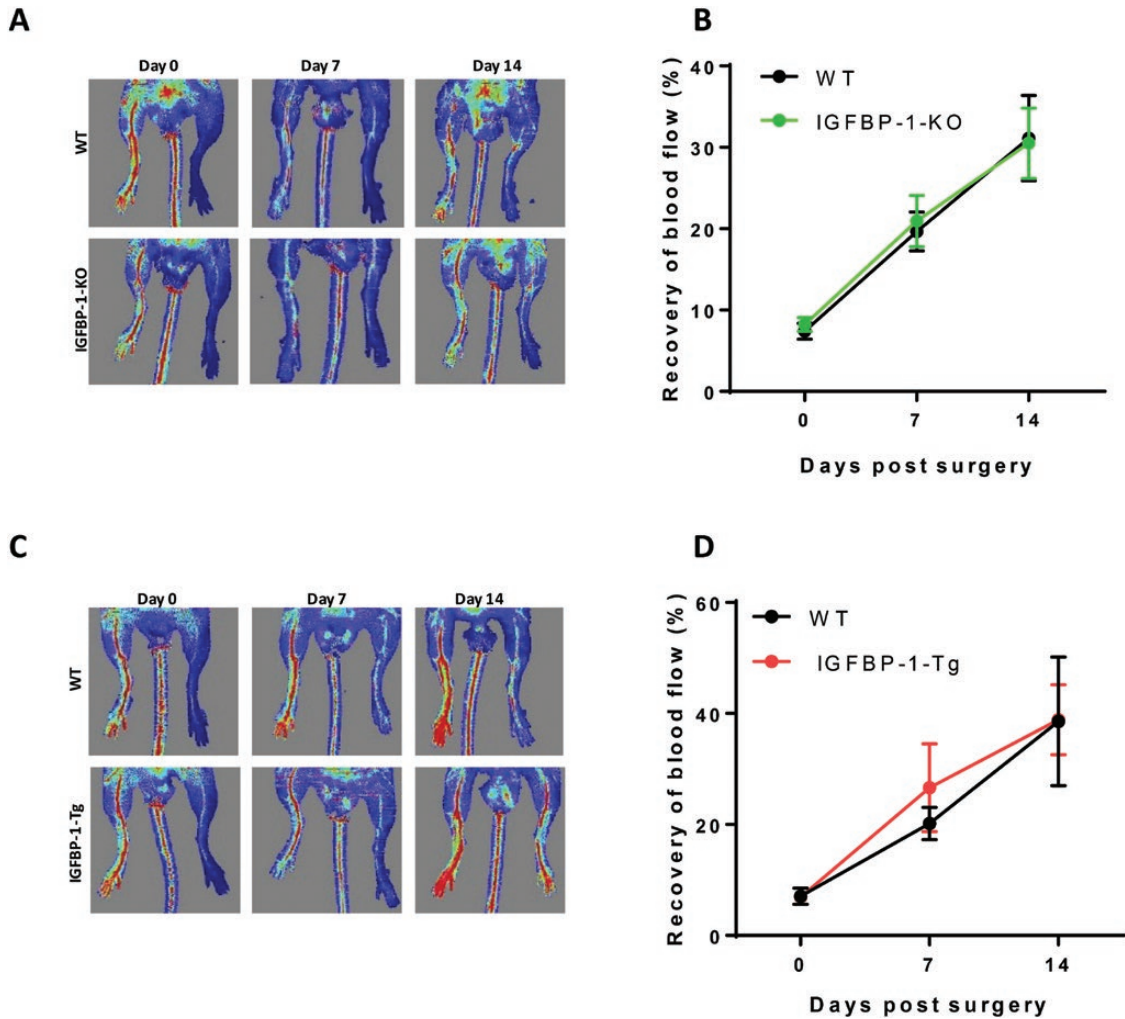 A
Day 0 Day 7 Day 14
WT
IGFBP-1-KO
B
Recovery of blood flow (%)
40
30
20
10
0
WT
IGFBP-1-KO
0 7 14
Days post surgery
C
Day 0 Day 7 Day 14
WT
IGFBP-1-Tg
D
Recovery of blood flow (%)
60
40
20
0
WT
IGFBP-1-Tg
0 7 14
Days post surgery